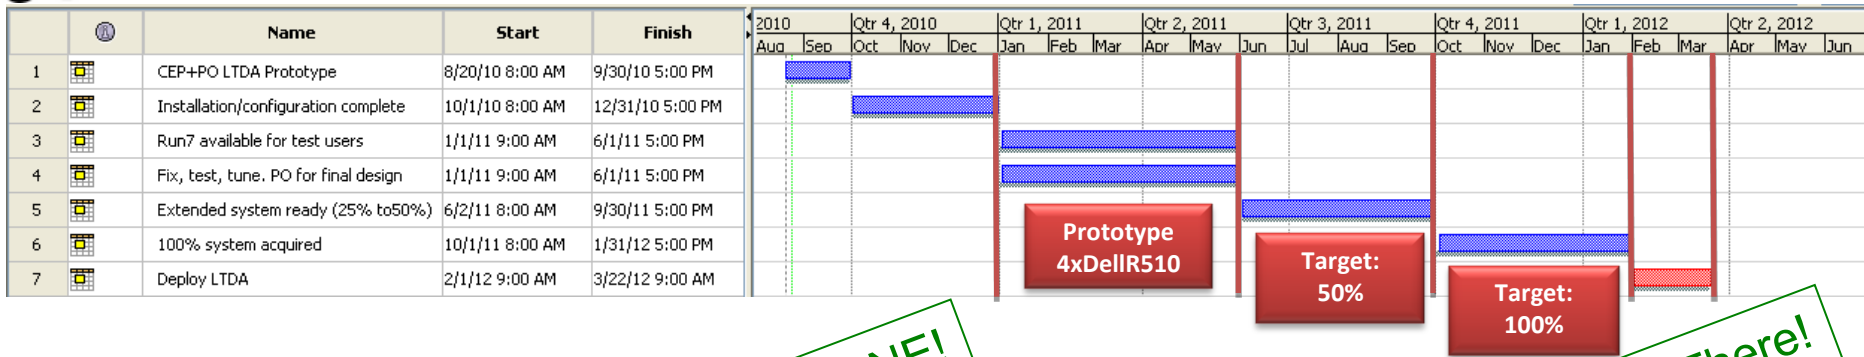 Name Start Finish
2010 Qtr 4, 2010 Qtr 1, 2011 Qtr 2, 2011 Qtr 3, 2011 Qtr 4, 2011 Qtr 1, 2012 Qtr 2, 2012
Aug Sep Oct Nov Dec Jan Feb Mar Apr May Jun Jul Aug Sep Oct Nov Dec Jan Feb Mar Apr May Jun
1 CEP+PO LTDA Prototype 8/20/10 8:00 AM 9/30/10 5:00 PM
2 Installation/configuration complete 10/1/10 8:00 AM 12/31/10 5:00 PM
3 Run7 available for test users 1/1/11 9:00 AM 6/1/11 5:00 PM
4 Fix, test, tune. PO for final design 1/1/11 9:00 AM 6/1/11 5:00 PM
5 Extended system ready (25% to50%) 6/2/11 8:00 AM 9/30/11 5:00 PM
6 100% system acquired 10/1/11 8:00 AM 1/31/12 5:00 PM
7 Deploy LTDA 2/1/12 9:00 AM 3/22/12 9:00 AM
Prototype
4xDellR510
Target:
50%
Target:
100%